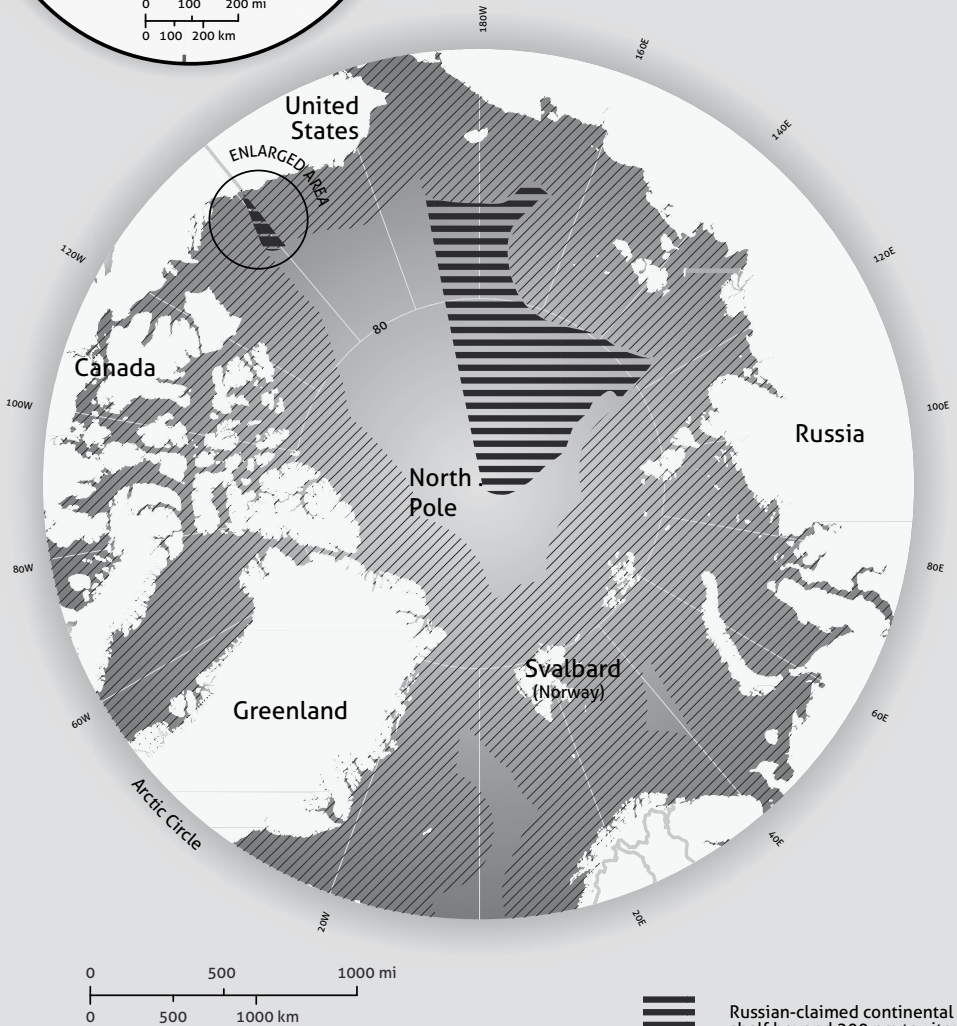 0 100 200 mi
0 100 200 km
180W
160E
140E
United
States
ENLARGED AREA
120W
120E
80
Canada
100W
100E
Russia
North
Pole
80W
80E
Svalbard
(Norway)
Greenland
60W
60E
Arctic Circle
40E
20W
20E
0 500 1000 mi
0 500 1000 km
Russian-claimed continental